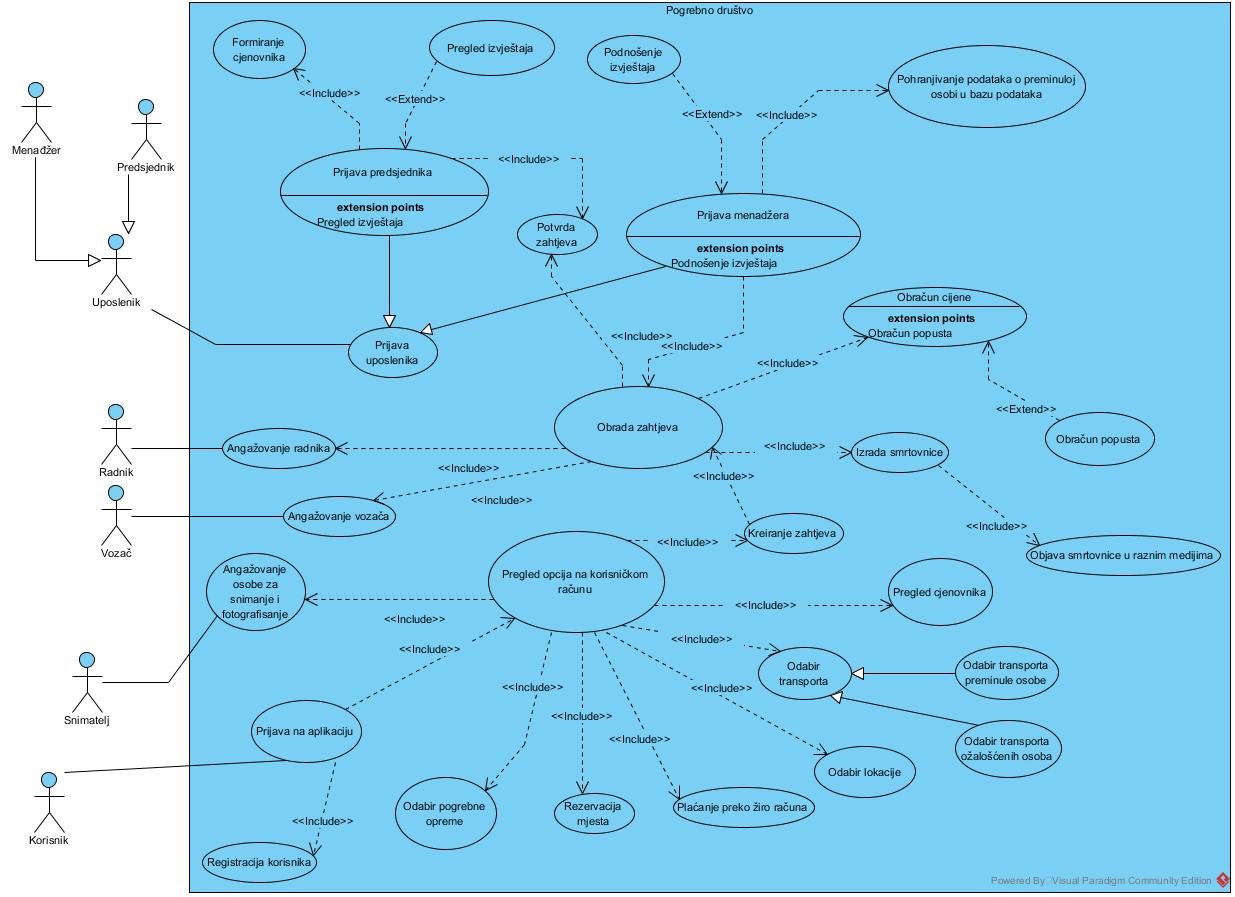 Pogrebno društvo
Formiranje
cjenovnika
Pregled izvještaja
Podnošenje
izvještaja
Pohranjivanje podataka o preminuloj
osobi u bazu podataka
<<Include>>
<<Extend>>
<<Extend>>
<<Include>>
Menadžer
Predsjednik
Prijava predsjednika
extension points
Pregled izvještaja
<<Include>>
Potvrda
zahtjeva
Prijava menadžera
extension points
Podnošenje izvještaja
Uposlenik
Prijava
uposlenika
<<Include>>
<<Include>>
Obračun cijene
extension points
Obračun popusta
<<Include>>
<<Extend>>
Obračun popusta
Obrada zahtjeva
Radnik
Angažovanje radnika
<<Include>>
<<Include>>
Izrada smrtovnice
<<Include>>
<<Include>>
Vozač
Angažovanje vozača
Kreiranje zahtjeva
<<Include>>
Objava smrtovnice u raznim medijima
<<Include>>
Pregled opcija na korisničkom
računu
Angažovanje
osobe za
snimanje i
fotografisanje
Pregled cjenovnika
<<Include>>
<<Include>>
<<Include>>
<<Include>>
Odabir
transporta
Odabir transporta
preminule osobe
Odabir transporta
ožalošćenih osoba
Snimatelj
<<Include>>
<<Include>>
<<Include>>
<<Include>>
Prijava na aplikaciju
Odabir lokacije
Korisnik
Odabir pogrebne
opreme
Rezervacija
mjesta
Plaćanje preko žiro računa
<<Include>>
Registracija korisnika
Powered By Visual Paradigm Community Edition